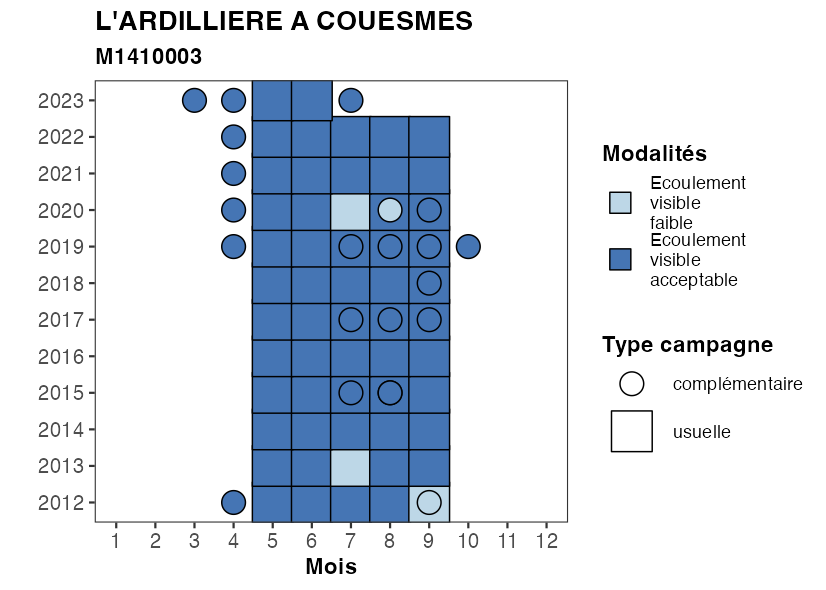 L'ARDILLIERE A COUESMES
M1410003
2023
2022
2021
2020
2019
2018
2017
2016
2015
2014
2013
2012
1 2 3 4 5 6 7 8 9 10 11 12
Mois
Modalités
Ecoulement
visible
faible
Ecoulement
visible
acceptable
Type campagne
complémentaire
usuelle